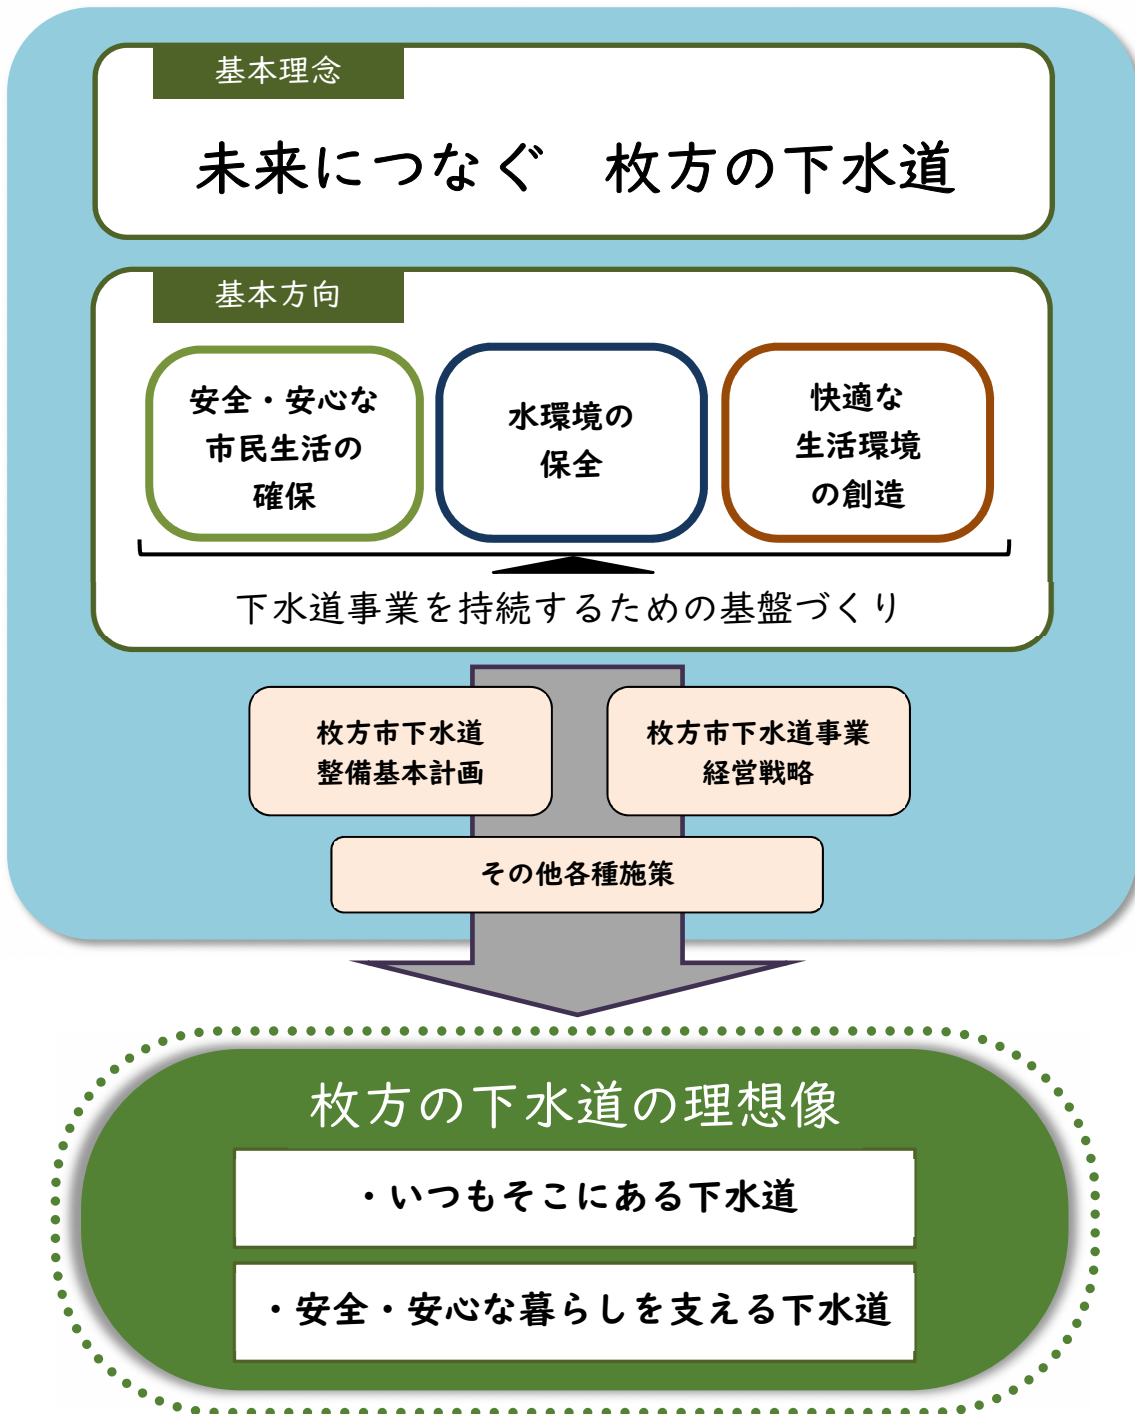 基本理念
未来につなぐ　枚方の下水道
基本方向
安全・安心な
市民生活の
確保
水環境の
保全
快適な
生活環境
の創造
下水道事業を持続するための基盤づくり
枚方市下水道
整備基本計画
枚方市下水道事業
経営戦略
その他各種施策
枚方の下水道の理想像
・いつもそこにある下水道
・安全・安心な暮らしを支える下水道